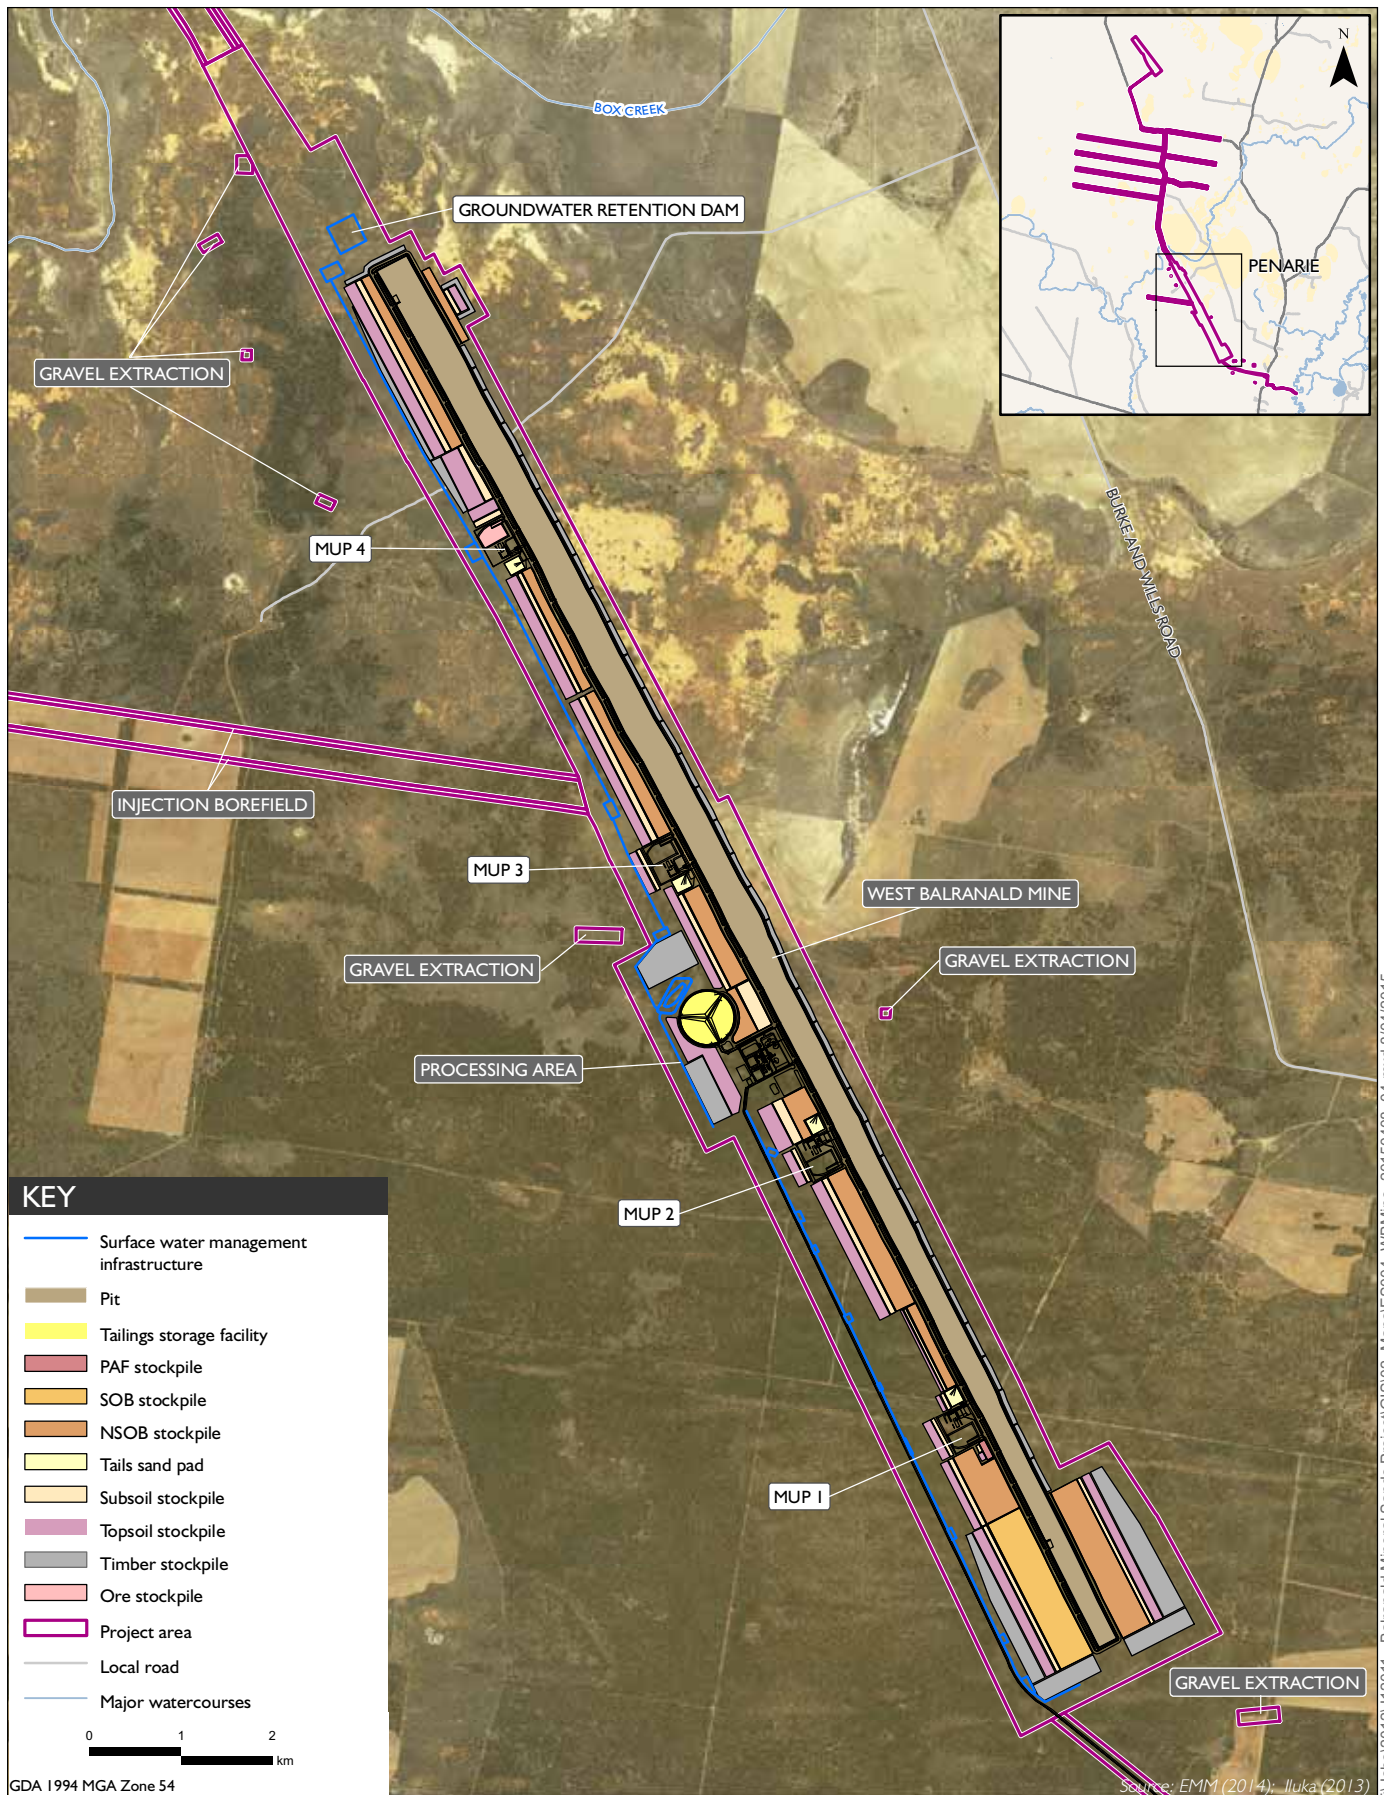 BOX CREEK
N
GROUNDWATER RETENTION DAM
PENARIE
GRAVEL EXTRACTION
BURKE AND WILLS ROAD
MUP 4
INJECTION BOREFIELD
MUP 3
WEST BALRANALD MINE
GRAVEL EXTRACTION
GRAVEL EXTRACTION
PROCESSING AREA
MUP 2
MUP 1
GRAVEL EXTRACTION
KEY
Surface water management
infrastructure
Pit
Tailings storage facility
PAF stockpile
SOB stockpile
NSOB stockpile
Tails sand pad
Subsoil stockpile
Topsoil stockpile
Timber stockpile
Ore stockpile
Project area
Local road
Major watercourses
0 1 2
km
GDA 1994 MGA Zone 54
Source: EMM (2014); Iluka (2013)